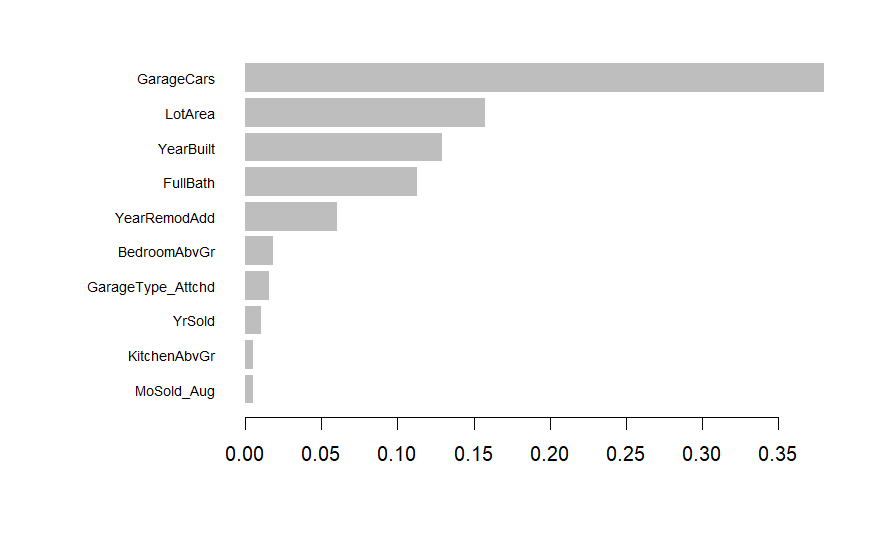 GarageCars
LotArea
YearBuilt
FullBath
YearRemodAdd
BedroomAbvGr
GarageType_Attchd
YrSold
KitchenAbvGr
MoSold_Aug
0.00 0.05 0.10 0.15 0.20 0.25 0.30 0.35